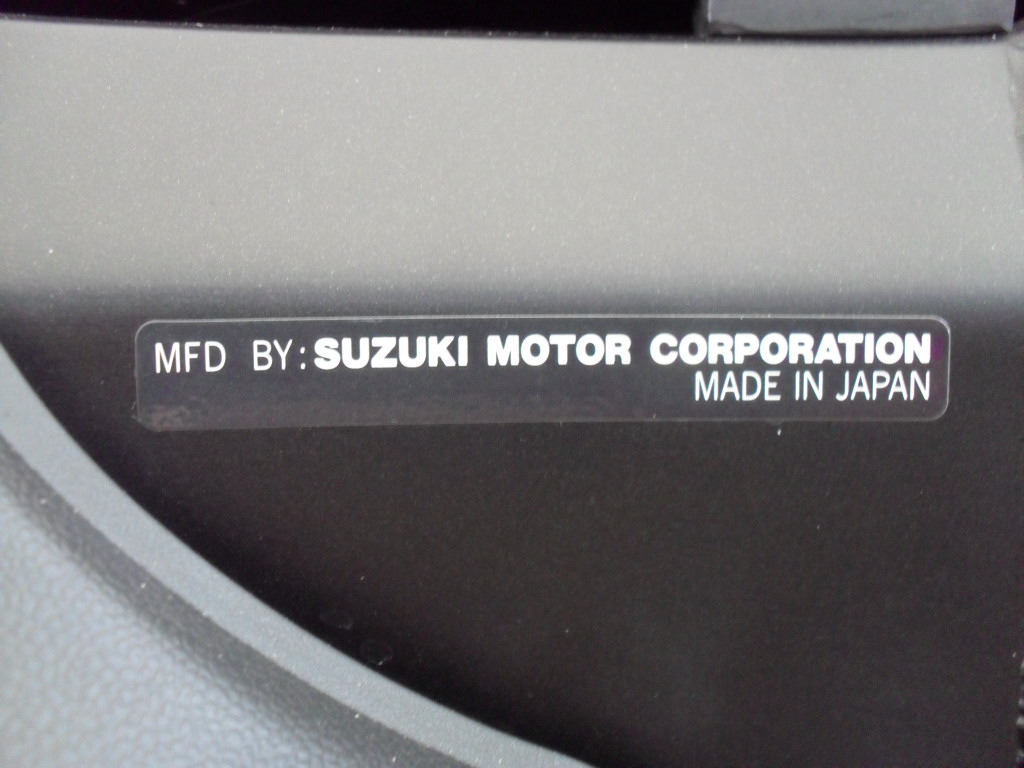 MFD BY: SUZUKI MOTOR CORPORATION
MADE IN JAPAN